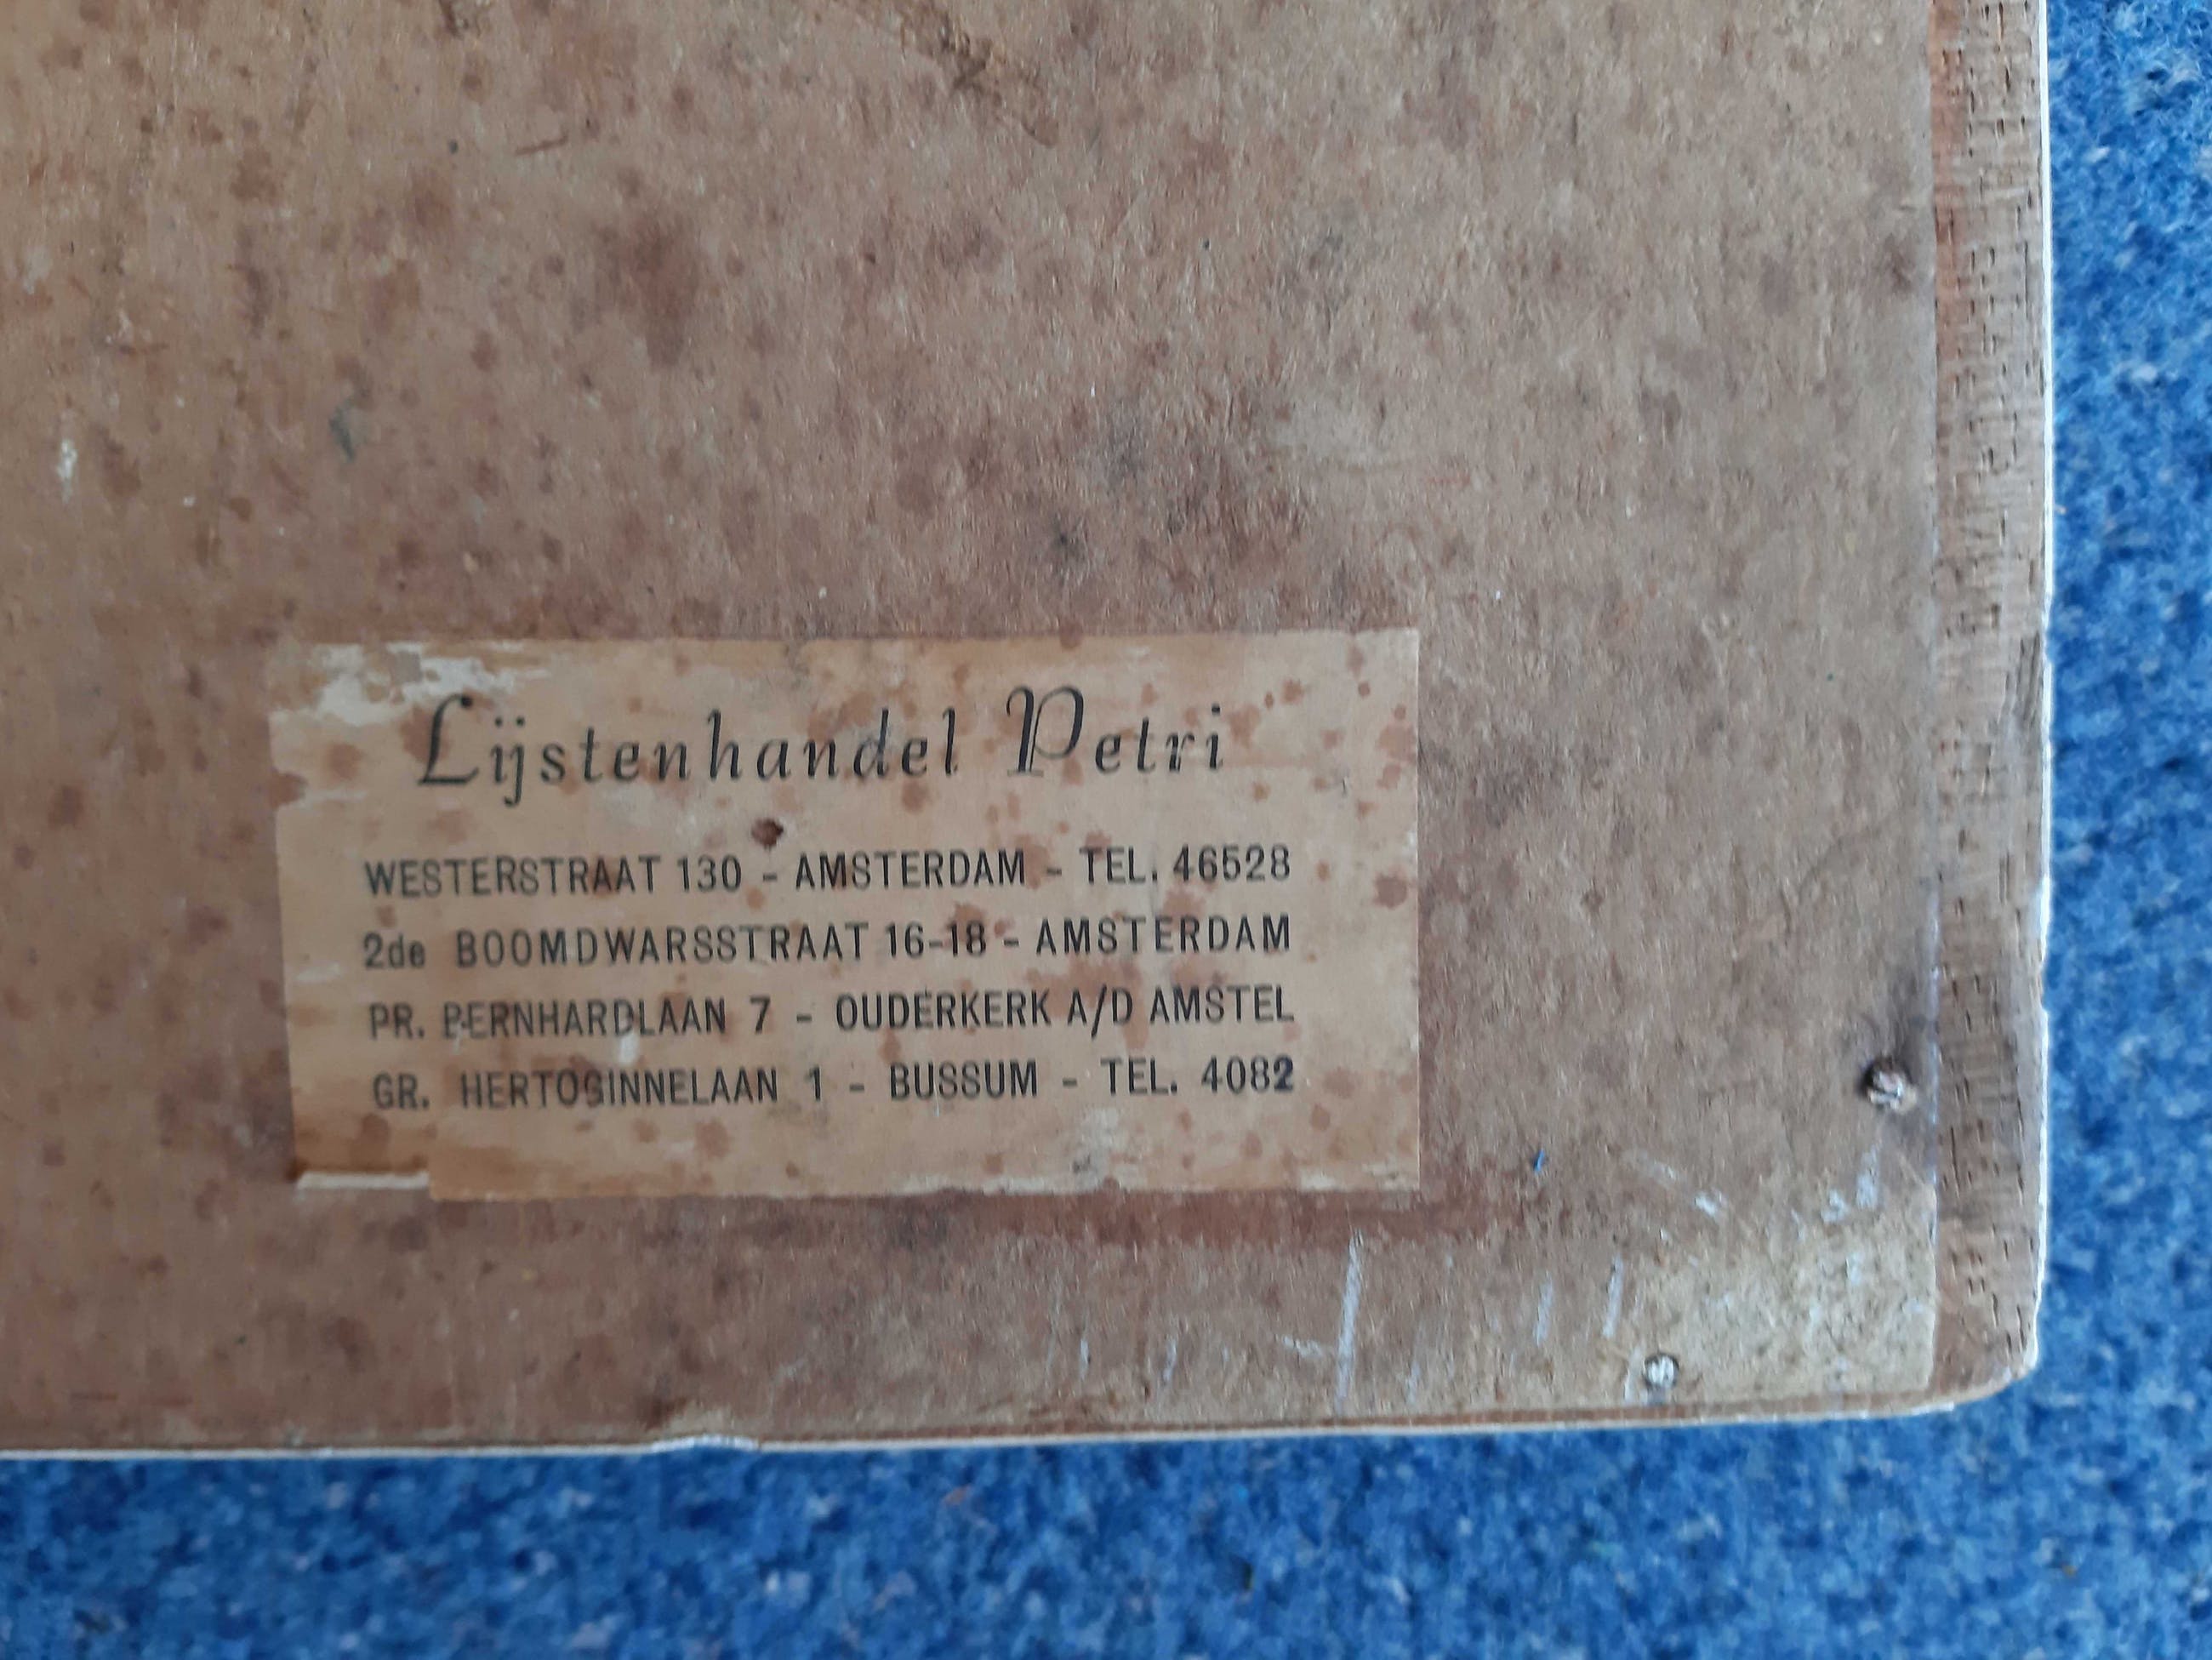 Lijstenhandel Petri
WESTERSTRAAT 130 - AMSTERDAM - TEL. 46528
2de BOOMDWARSSTRAAT 16-18 - AMSTERDAM
PR. BERNHARDLAAN 7 - OUDERKERK A/D AMSTEL
GR. HERTOGINNELAAN 1 - BUSSUM - TEL. 4082